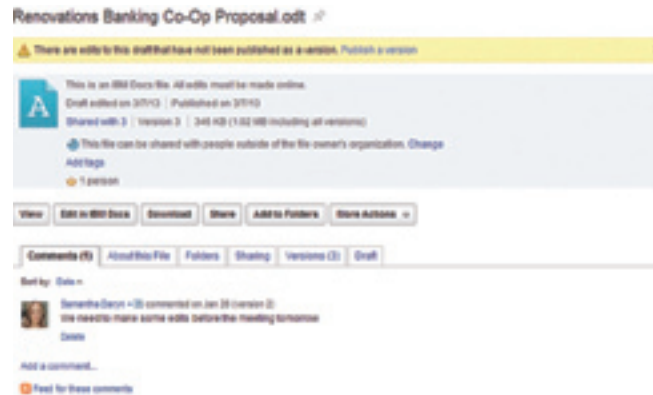 Renovations Banking Co-Op Proposal.odt
There are edits to this draft that have not been published as a version. Publish a version
This is an IBM Docs file. All edits must be made online.
Draft edited on 3/7/13 | Published on 3/7/13
Shared with 3 | Version 3 | 346 KB (1.02 MB including all versions)
This file can be shared with people outside of the file owner's organization. Change
Add tags
1 person
View Edit in IBM Docs Download Share Add to Folders More Actions
Comments (1) About this File Folders Sharing Versions (3) Draft
Sort by: Date
Samantha Daryn commented on Jan 28 (version 2)
We need to make some edits before the meeting tomorrow
Delete
Add a comment...
Feed for these comments